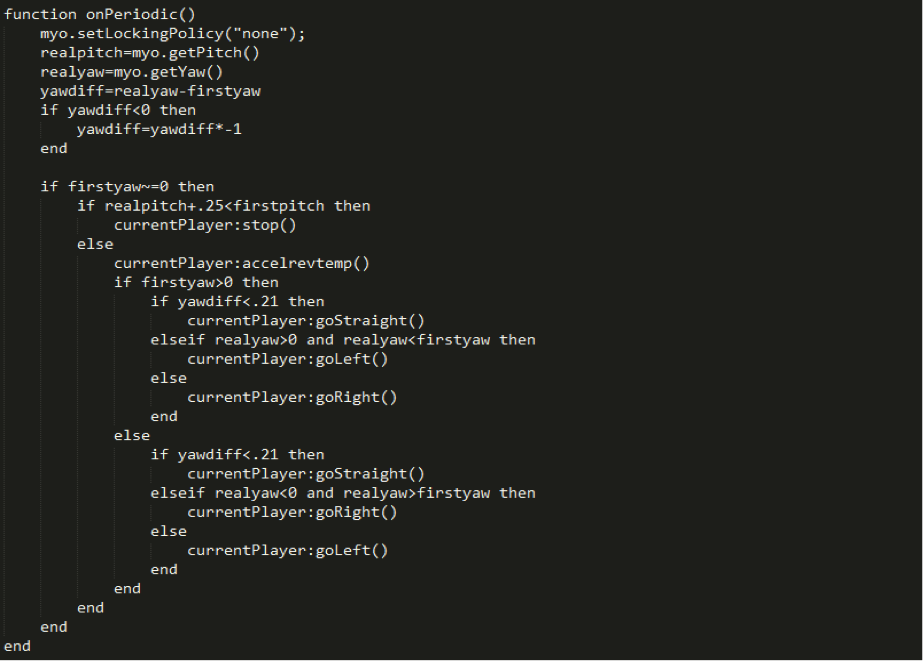 function onPeriodic()
    myo.setLockingPolicy("none");
    realpitch=myo.getPitch()
    realyaw=myo.getYaw()
    yawdiff=realyaw-firstyaw
    if yawdiff<0 then
        yawdiff=yawdiff*-1
    end

    if firstyaw~=0 then
        if realpitch+.25<firstpitch then
            currentPlayer:stop()
        else
            currentPlayer:accelrevtemp()
            if firstyaw>0 then
                if yawdiff<.21 then
                    currentPlayer:goStraight()
                elseif realyaw>0 and realyaw<firstyaw then
                    currentPlayer:goLeft()
                else
                    currentPlayer:goRight()
                end
            else
                if yawdiff<.21 then
                    currentPlayer:goStraight()
                elseif realyaw<0 and realyaw>firstyaw then
                    currentPlayer:goRight()
                else
                    currentPlayer:goLeft()
                end
            end
        end
    end
end